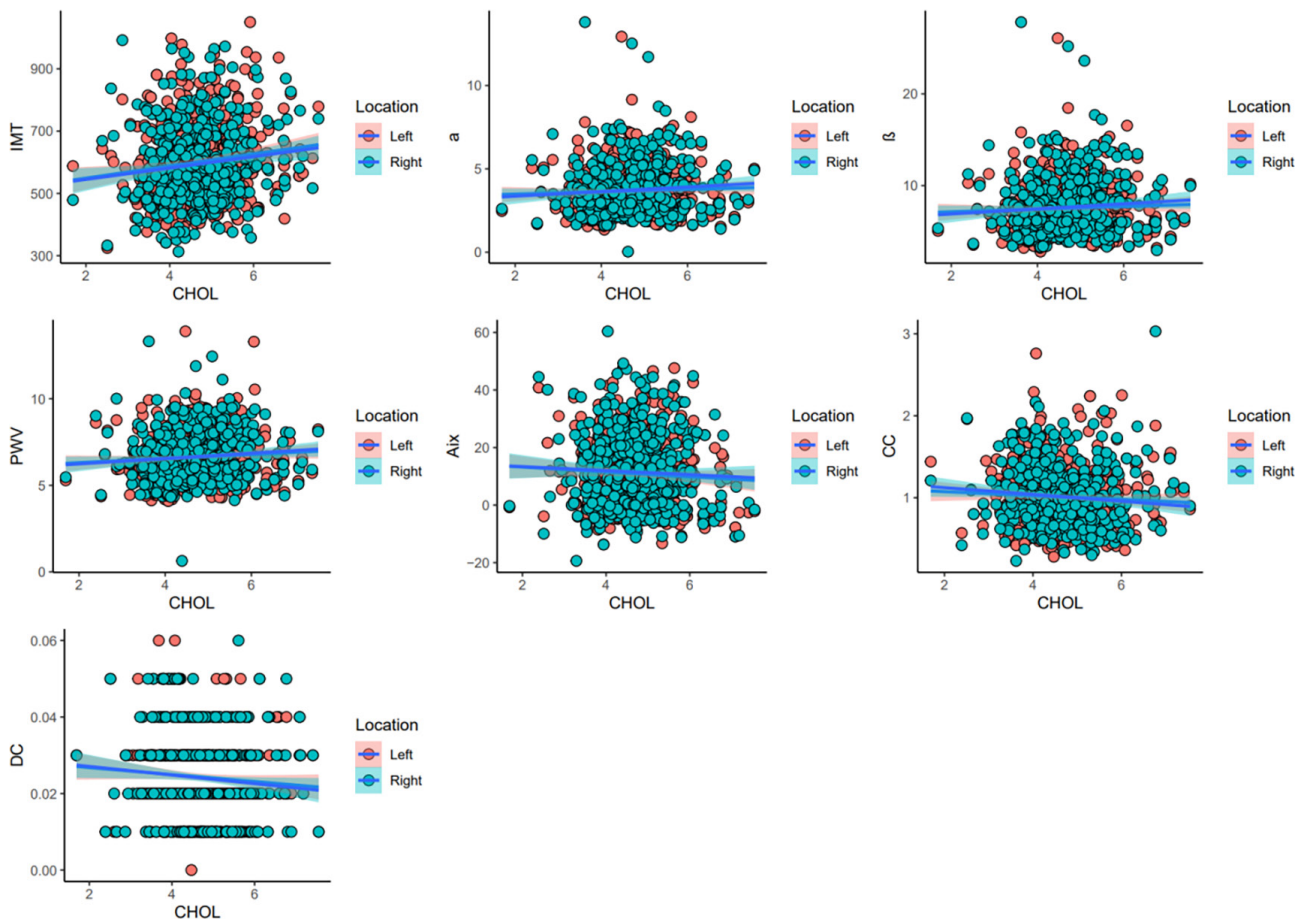 IMT
900
700
500
300
2
4
6
CHOL
Location
Left
Right
a
10
5
0
2
4
6
CHOL
Location
Left
Right
ß
20
10
2
4
6
CHOL
Location
Left
Right
PWV
10
5
0
2
4
6
CHOL
Location
Left
Right
Aix
60
40
20
0
−20
2
4
6
CHOL
Location
Left
Right
CC
3
2
1
2
4
6
CHOL
Location
Left
Right
DC
0.06
0.04
0.02
0.00
2
4
6
CHOL
Location
Left
Right